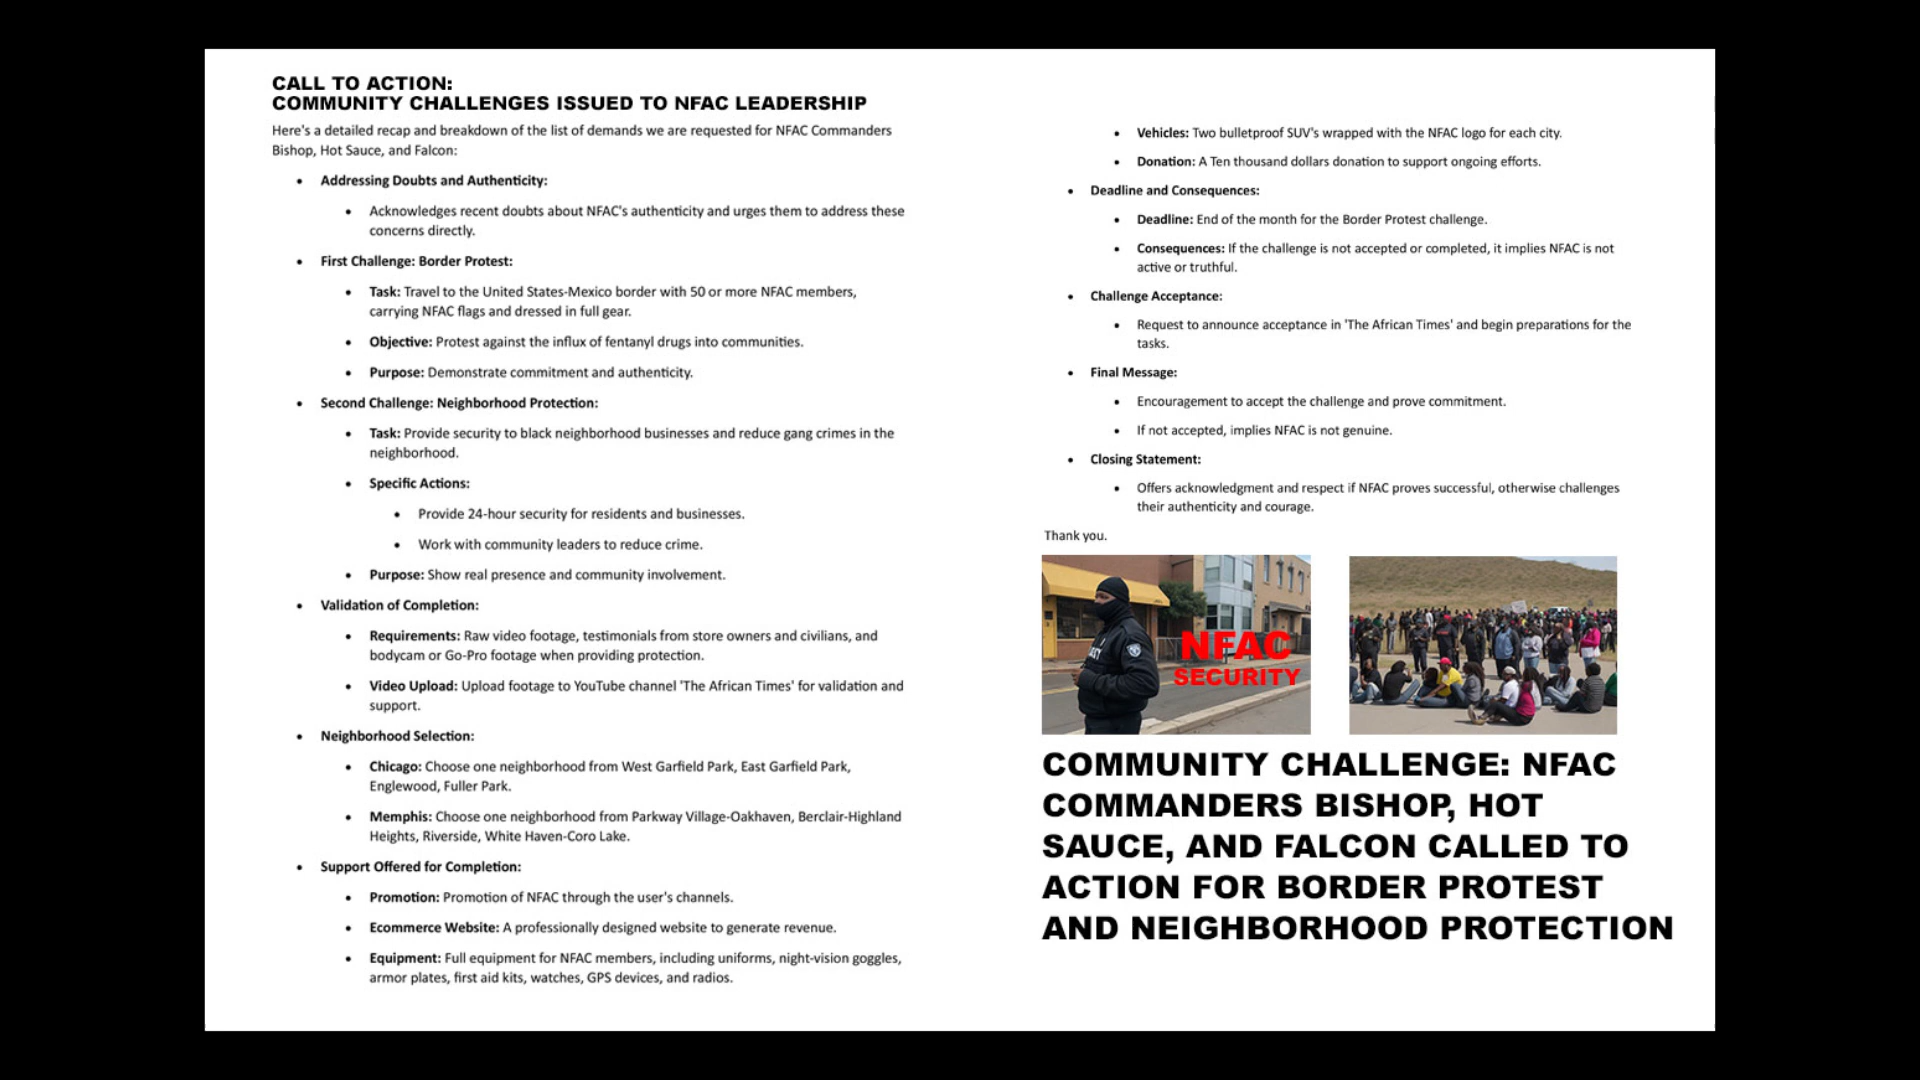 CALL TO ACTION:
COMMUNITY CHALLENGES ISSUED TO NFAC LEADERSHIP
Here's a detailed recap and breakdown of the list of demands we are requested for NFAC Commanders
Bishop, Hot Sauce, and Falcon:
• Addressing Doubts and Authenticity:
• Acknowledges recent doubts about NFAC's authenticity and urges them to address these
concerns directly.
• First Challenge: Border Protest:
• Task: Travel to the United States-Mexico border with 50 or more NFAC members,
carrying NFAC flags and dressed in full gear.
• Objective: Protest against the influx of fentanyl drugs into communities.
• Purpose: Demonstrate commitment and authenticity.
• Second Challenge: Neighborhood Protection:
• Task: Provide security to black neighborhood businesses and reduce gang crimes in the
neighborhood.
• Specific Actions:
• Provide 24-hour security for residents and businesses.
• Work with community leaders to reduce crime.
• Purpose: Show real presence and community involvement.
• Validation of Completion:
• Requirements: Raw video footage, testimonials from store owners and civilians, and
bodycam or Go-Pro footage when providing protection.
• Video Upload: Upload footage to YouTube channel 'The African Times' for validation and
support.
• Neighborhood Selection:
• Chicago: Choose one neighborhood from West Garfield Park, East Garfield Park,
Englewood, Fuller Park.
• Memphis: Choose one neighborhood from Parkway Village-Oakhaven, Berclair-Highland
Heights, Riverside, White Haven-Coro Lake.
• Support Offered for Completion:
• Promotion: Promotion of NFAC through the user's channels.
• Ecommerce Website: A professionally designed website to generate revenue.
• Equipment: Full equipment for NFAC members, including uniforms, night-vision goggles,
armor plates, first aid kits, watches, GPS devices, and radios.
• Vehicles: Two bulletproof SUV's wrapped with the NFAC logo for each city.
• Donation: A Ten thousand dollars donation to support ongoing efforts.
• Deadline and Consequences:
• Deadline: End of the month for the Border Protest challenge.
• Consequences: If the challenge is not accepted or completed, it implies NFAC is not
active or truthful.
• Challenge Acceptance:
• Request to announce acceptance in 'The African Times' and begin preparations for the
tasks.
• Final Message:
• Encouragement to accept the challenge and prove commitment.
• If not accepted, implies NFAC is not genuine.
• Closing Statement:
• Offers acknowledgment and respect if NFAC proves successful, otherwise challenges
their authenticity and courage.
Thank you.
NFAC
SECURITY
COMMUNITY CHALLENGE: NFAC
COMMANDERS BISHOP, HOT
SAUCE, AND FALCON CALLED TO
ACTION FOR BORDER PROTEST
AND NEIGHBORHOOD PROTECTION